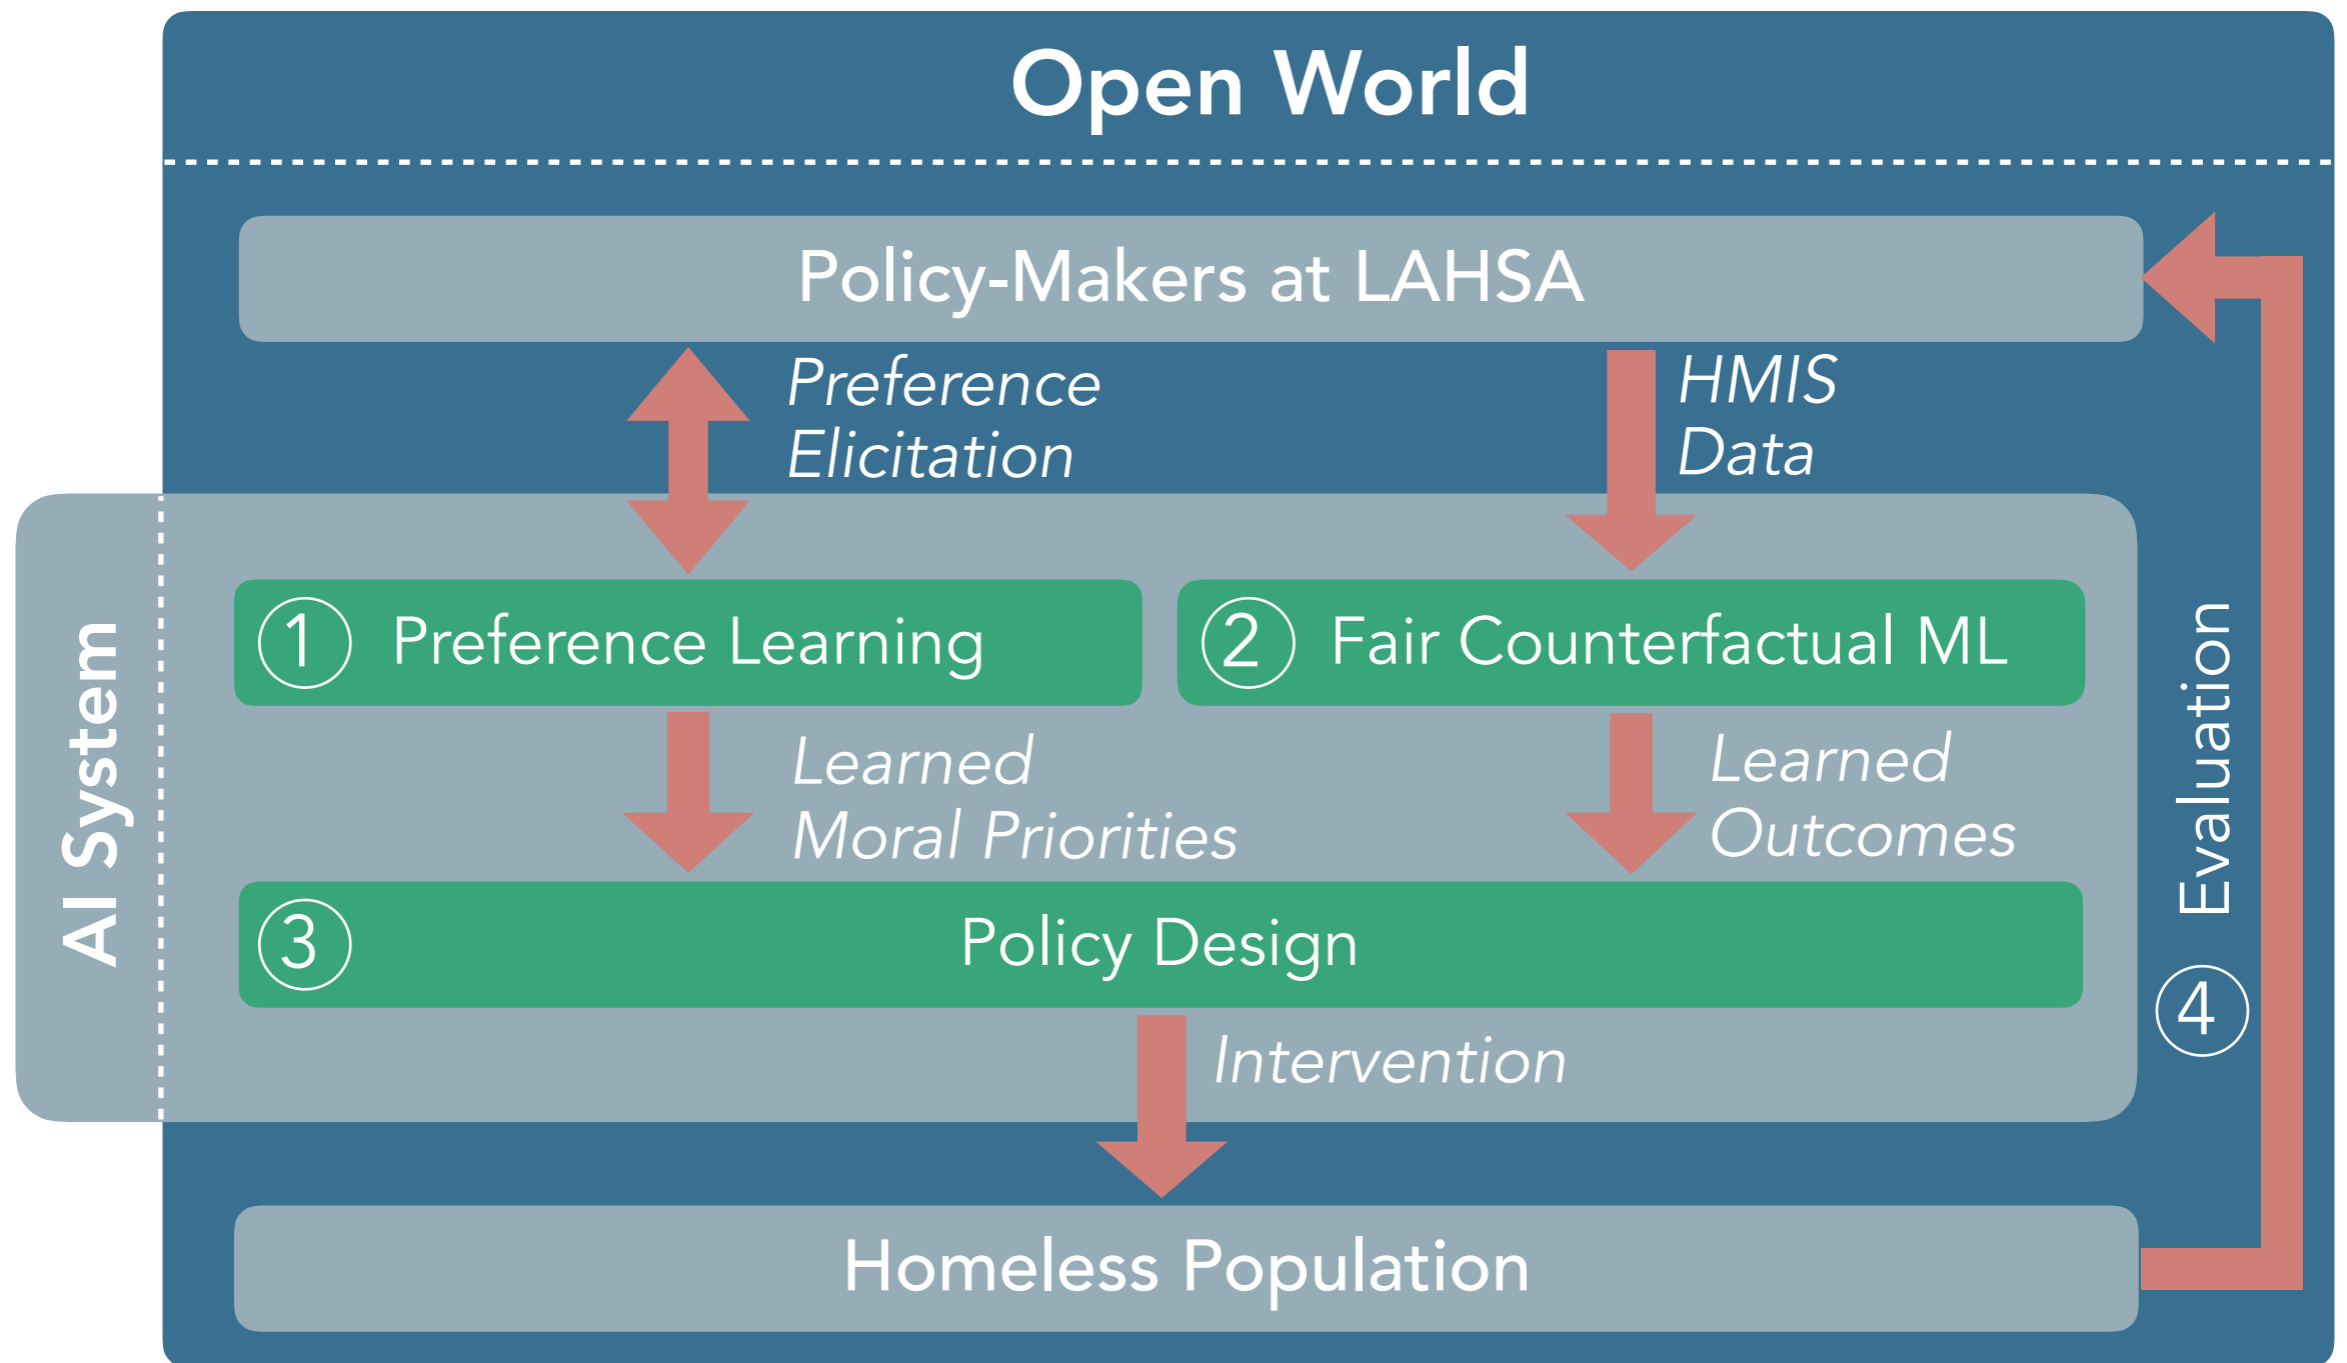 Open World
Policy-Makers at LAHSA
Preference
Elicitation
HMIS
Data
AI System
1 Preference Learning
2 Fair Counterfactual ML
Learned
Moral Priorities
Learned
Outcomes
3 Policy Design
Intervention
4 Evaluation
Homeless Population